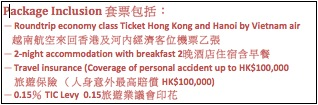 Package Inclusion 套票包括：
– Roundtrip economy class Ticket Hong Kong and Hanoi by Vietnam air
越南航空來回香港及河內經濟客位機票乙張
– 2-night accommodation with breakfast 2晚酒店住宿含早餐
– Travel insurance (Coverage of personal accident up to HK$100,000
旅遊保險（人身意外最高賠償 HK$100,000)
– 0.15% TIC Levy 0.15旅遊業議會印花